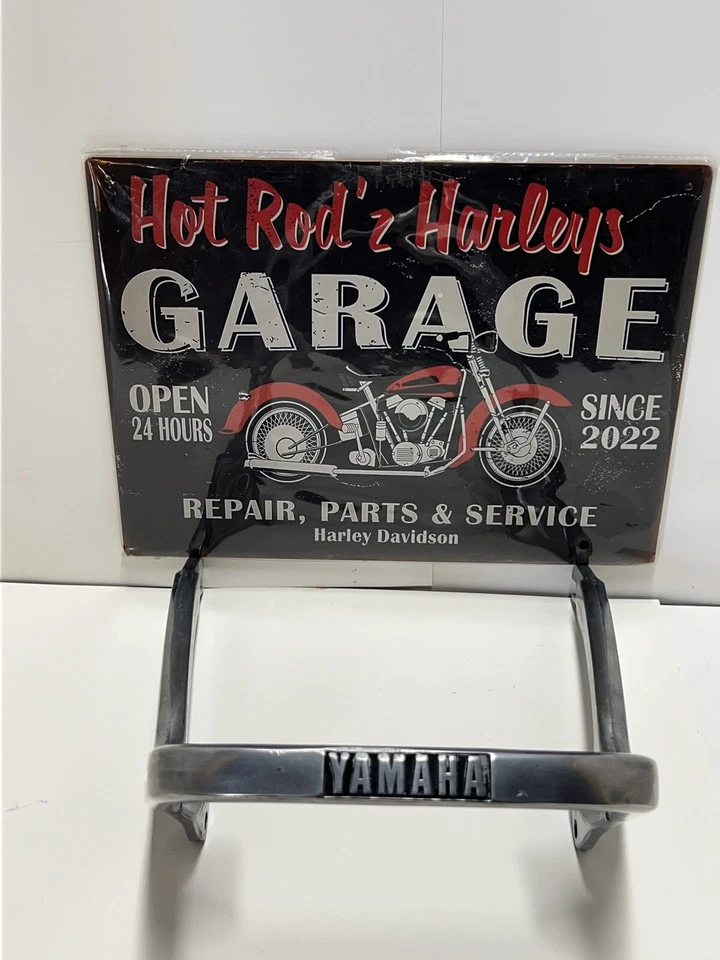 Hot Rod'z Harleys
GARAGE
OPEN
24 HOURS
SINCE
2022
REPAIR, PARTS & SERVICE
Harley Davidson
YAMAHA